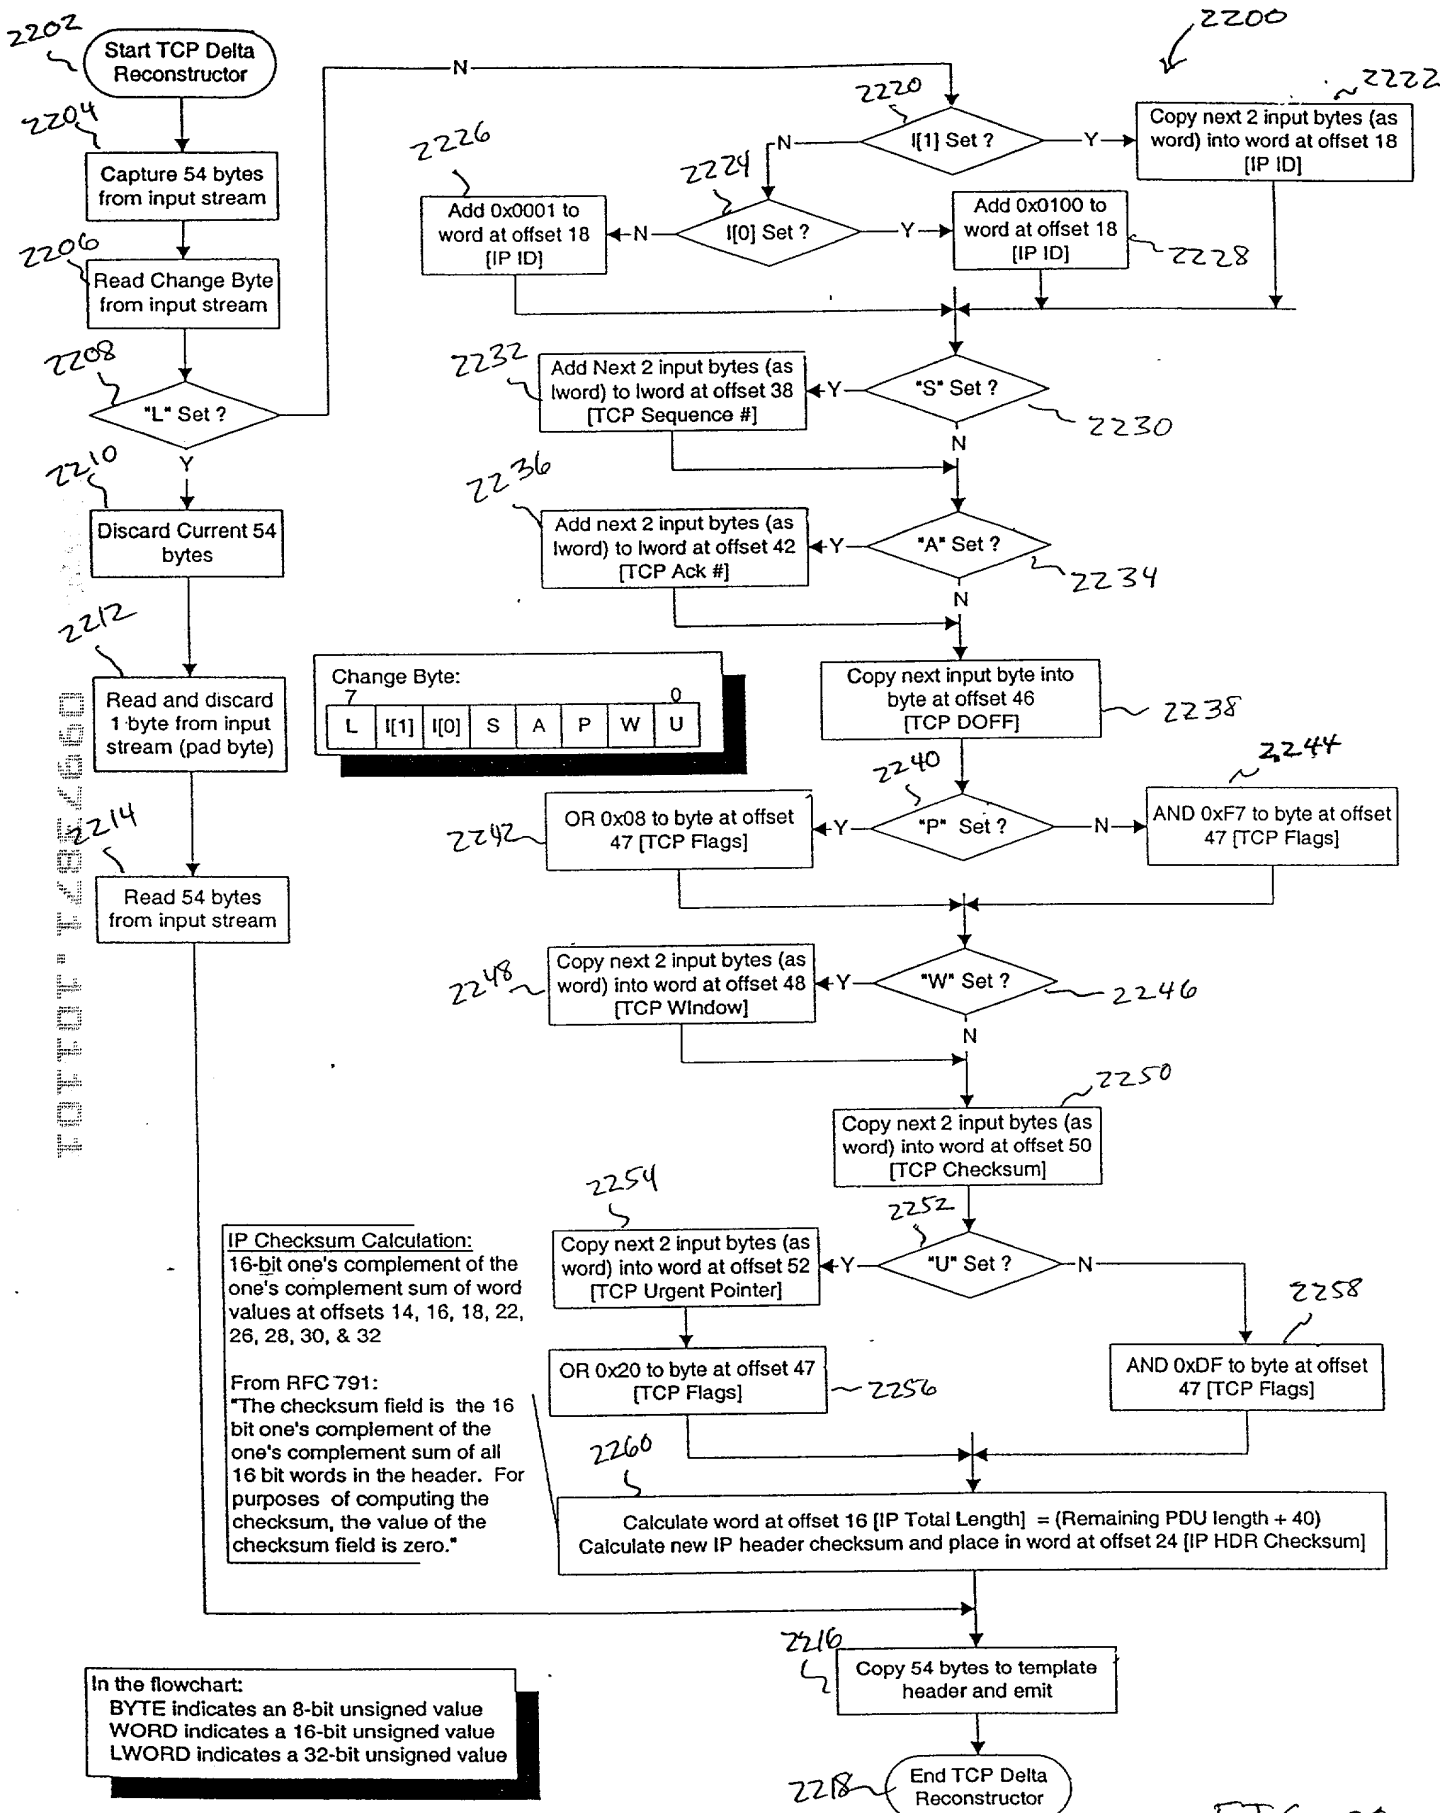 2202
Start TCP Delta
Reconstructor
2204
Capture 54 bytes
from input stream
2206
Read Change Byte
from input stream
2208
"L" Set ?
N
Y
2210
Discard Current 54
bytes
2212
Read and discard
1 byte from input
stream (pad byte)
2214
Read 54 bytes
from input stream
2200
2220
I[1] Set ?
N
Y
2222
Copy next 2 input bytes (as
word) into word at offset 18
[IP ID]
2224
I[0] Set ?
N
Y
2226
Add 0x0001 to
word at offset 18
[IP ID]
Add 0x0100 to
word at offset 18
[IP ID]
2228
"S" Set ?
2230
Y
N
2232
Add Next 2 input bytes (as
lword) to lword at offset 38
[TCP Sequence #]
"A" Set ?
2234
Y
N
2236
Add next 2 input bytes (as
lword) to lword at offset 42
[TCP Ack #]
Copy next input byte into
byte at offset 46
[TCP DOFF]
2238
Change Byte:
7 0
L I[1] I[0] S A P W U
2240
"P" Set ?
Y
N
2242
OR 0x08 to byte at offset
47 [TCP Flags]
2244
AND 0xF7 to byte at offset
47 [TCP Flags]
"W" Set ?
2246
Y
N
2248
Copy next 2 input bytes (as
word) into word at offset 48
[TCP WIndow]
2250
Copy next 2 input bytes (as
word) into word at offset 50
[TCP Checksum]
2252
"U" Set ?
Y
N
2254
Copy next 2 input bytes (as
word) into word at offset 52
[TCP Urgent Pointer]
OR 0x20 to byte at offset 47
[TCP Flags]
2256
2258
AND 0xDF to byte at offset
47 [TCP Flags]
IP Checksum Calculation:
16-bit one's complement of the
one's complement sum of word
values at offsets 14, 16, 18, 22,
26, 28, 30, & 32
From RFC 791:
"The checksum field is the 16
bit one's complement of the
one's complement sum of all
16 bit words in the header. For
purposes of computing the
checksum, the value of the
checksum field is zero."
2260
Calculate word at offset 16 [IP Total Length] = (Remaining PDU length + 40)
Calculate new IP header checksum and place in word at offset 24 [IP HDR Checksum]
2216
Copy 54 bytes to template
header and emit
2218
End TCP Delta
Reconstructor
In the flowchart:
BYTE indicates an 8-bit unsigned value
WORD indicates a 16-bit unsigned value
LWORD indicates a 32-bit unsigned value